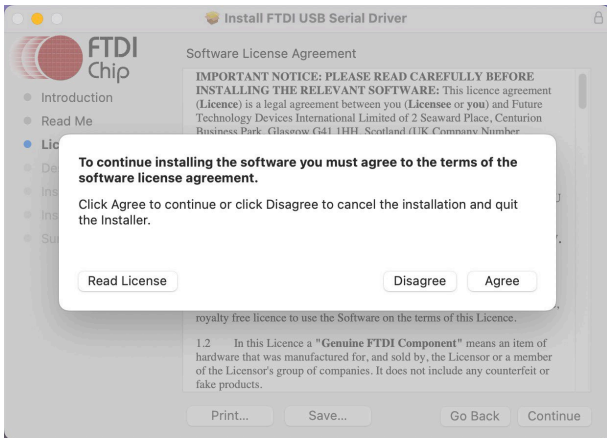 Install FTDI USB Serial Driver
FTDI
Chip
Software License Agreement
Introduction
Read Me
Lic
De
Ins
Ins
Su
IMPORTANT NOTICE: PLEASE READ CAREFULLY BEFORE
INSTALLING THE RELEVANT SOFTWARE: This licence agreement
(Licence) is a legal agreement between you (Licensee or you) and Future
Technology Devices International Limited of 2 Seaward Place, Centurion
Business Park, Glasgow G41 1HH, Scotland (UK Company Number
To continue installing the software you must agree to the terms of the
software license agreement.
Click Agree to continue or click Disagree to cancel the installation and quit
the Installer.
Read License
Disagree
Agree
royalty free licence to use the Software on the terms of this Licence.
1.2 In this Licence a "Genuine FTDI Component" means an item of
hardware that was manufactured for, and sold by, the Licensor or a member
of the Licensor's group of companies. It does not include any counterfeit or
fake products.
Print...
Save...
Go Back
Continue